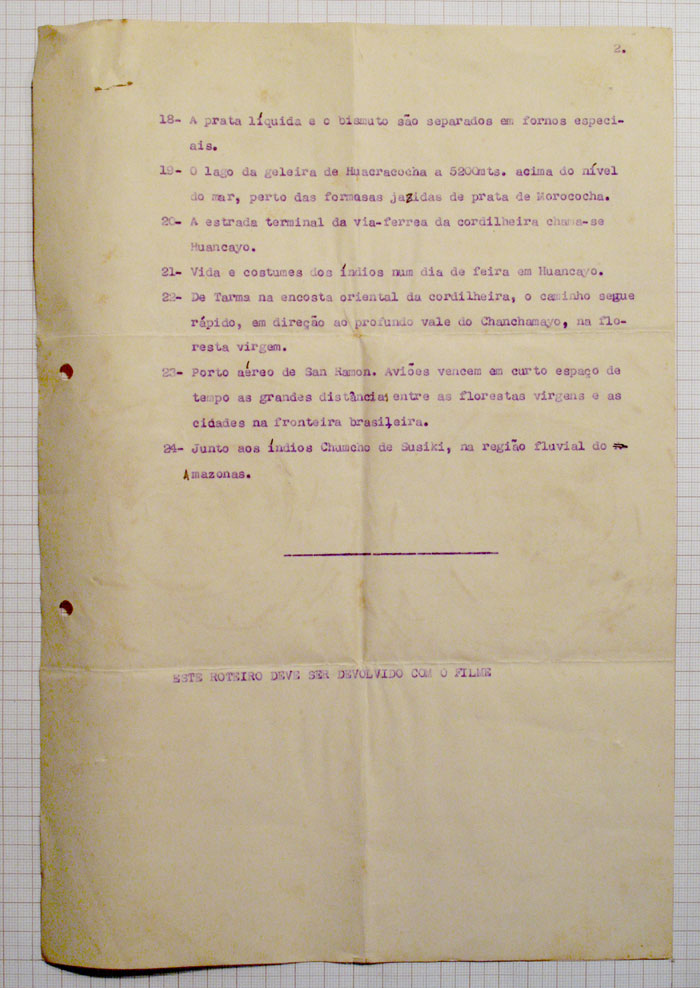 2.
18- A prata líquida e o bismuto são separados em fornos especi-
ais.
19- O lago da geleira de Huacracocha a 5200mts. acima do nível
do mar, perto das formasas jazidas de prata de Morococha.
20- A estrada terminal da via-ferrea da cordilheira chama-se
Huancayo.
21- Vida e costumes dos índios num dia de feira em Huancayo.
22- De Tarma na encosta oriental da cordilheira, o caminho segue
rápido, em direção ao profundo vale do Chanchamayo, na flo-
resta virgem.
23- Porto aéreo de San Ramon. Aviões vencem em curto espaço de
tempo as grandes distância; entre as florestas virgens e as
cidades na fronteira brasileira.
24- Junto aos índios Chumcho de Susiki, na região fluvial do
Amazonas.
ESTE ROTEIRO DEVE SER DEVOLVIDO COM O FILME